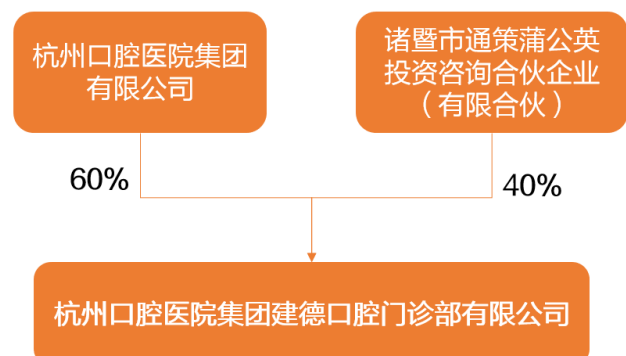 杭州口腔医院集团
有限公司
诸暨市通策蒲公英
投资咨询合伙企业
（有限合伙）
60%
40%
杭州口腔医院集团建德口腔门诊部有限公司